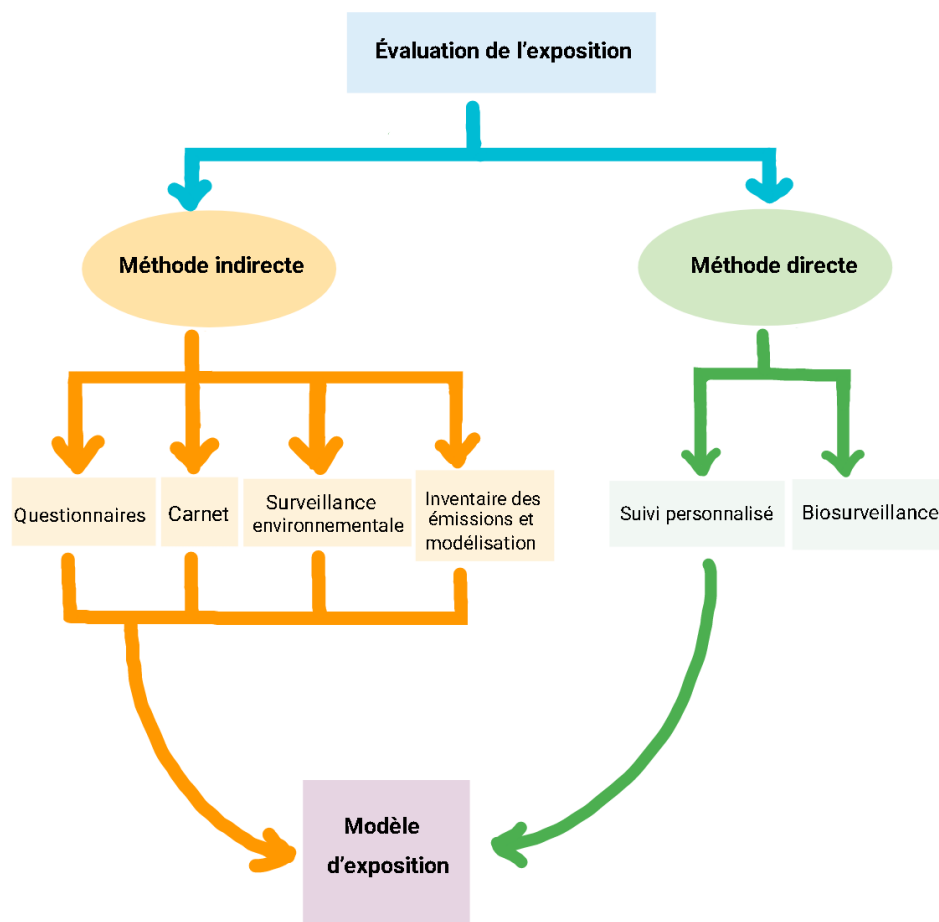 Évaluation de l’exposition
Méthode indirecte
Méthode directe
Questionnaires
Carnet
Surveillance
environnementale
Inventaire des
émissions et
modélisation
Suivi personnalisé
Biosurveillance
Modèle
d’exposition